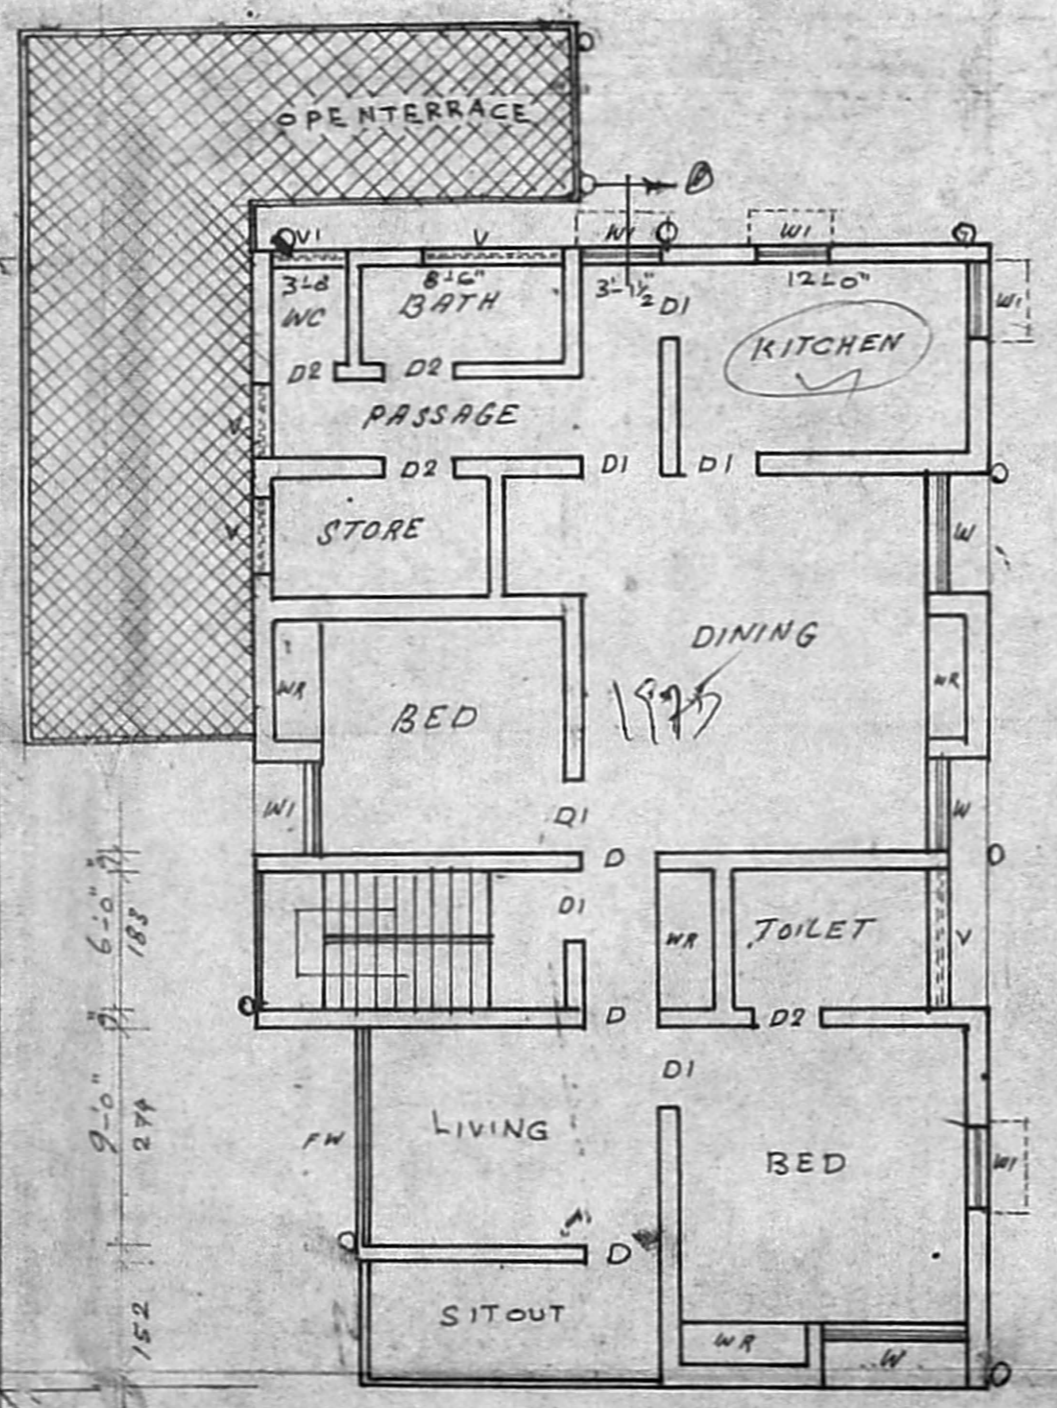 OPEN TERRACE
B
V1 V W1 W1
3'-0 8'-6" 3'-1½" 12'-0"
WC BATH D1 W1
KITCHEN
D2 D2
PASSAGE
V
D2 D1 D1
STORE
V W
DINING
WR BED WR
W1 D1 W
D
D1
6'-0"
183
WR TOILET V
D D2
D1
9'-0"
274
FW LIVING
BED W1
D
152
SITOUT
WR W